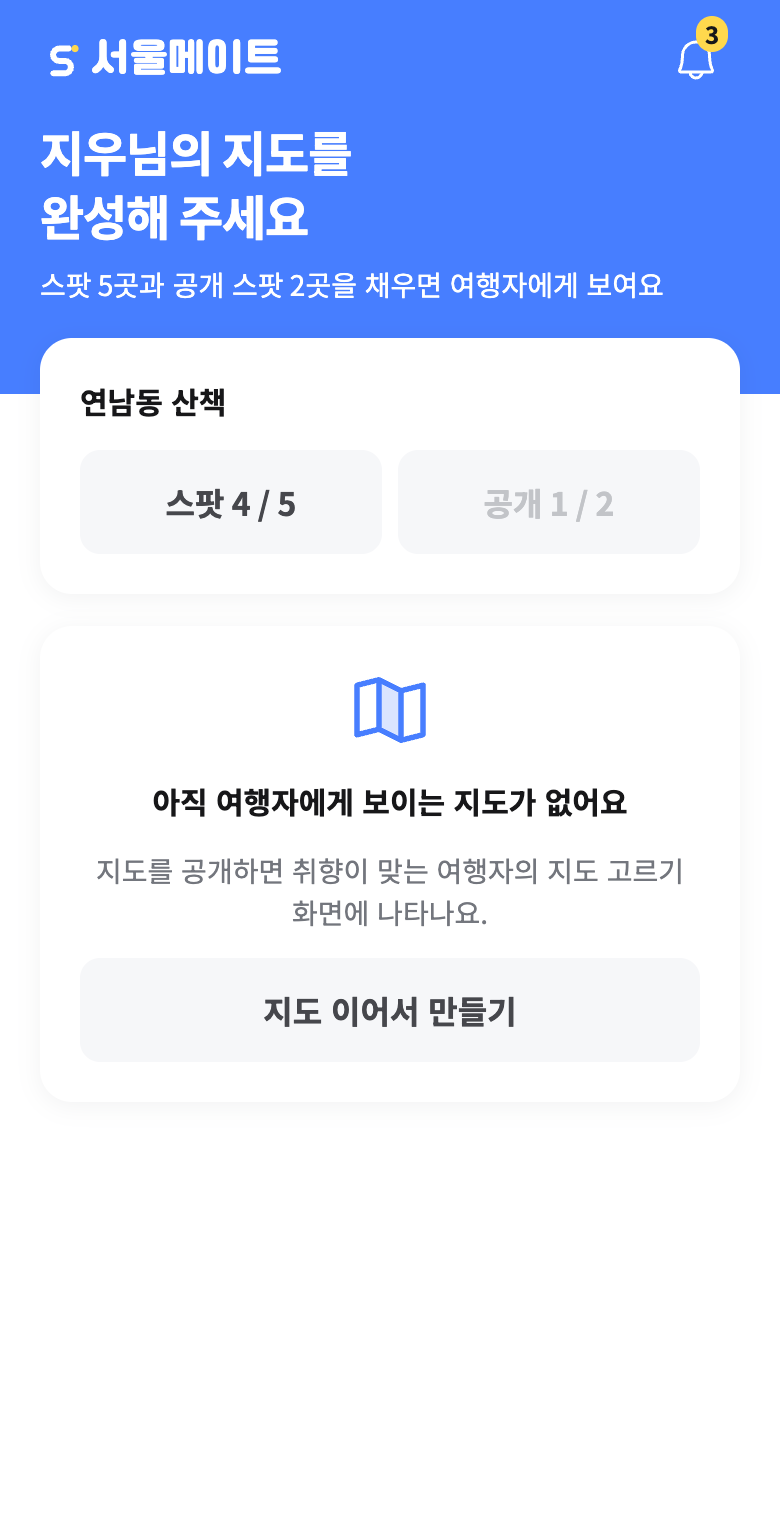 서울메이트
3
지우님의 지도를
완성해 주세요
스팟 5곳과 공개 스팟 2곳을 채우면 여행자에게 보여요
연남동 산책
스팟 4 / 5
공개 1 / 2
아직 여행자에게 보이는 지도가 없어요
지도를 공개하면 취향이 맞는 여행자의 지도 고르기
화면에 나타나요.
지도 이어서 만들기